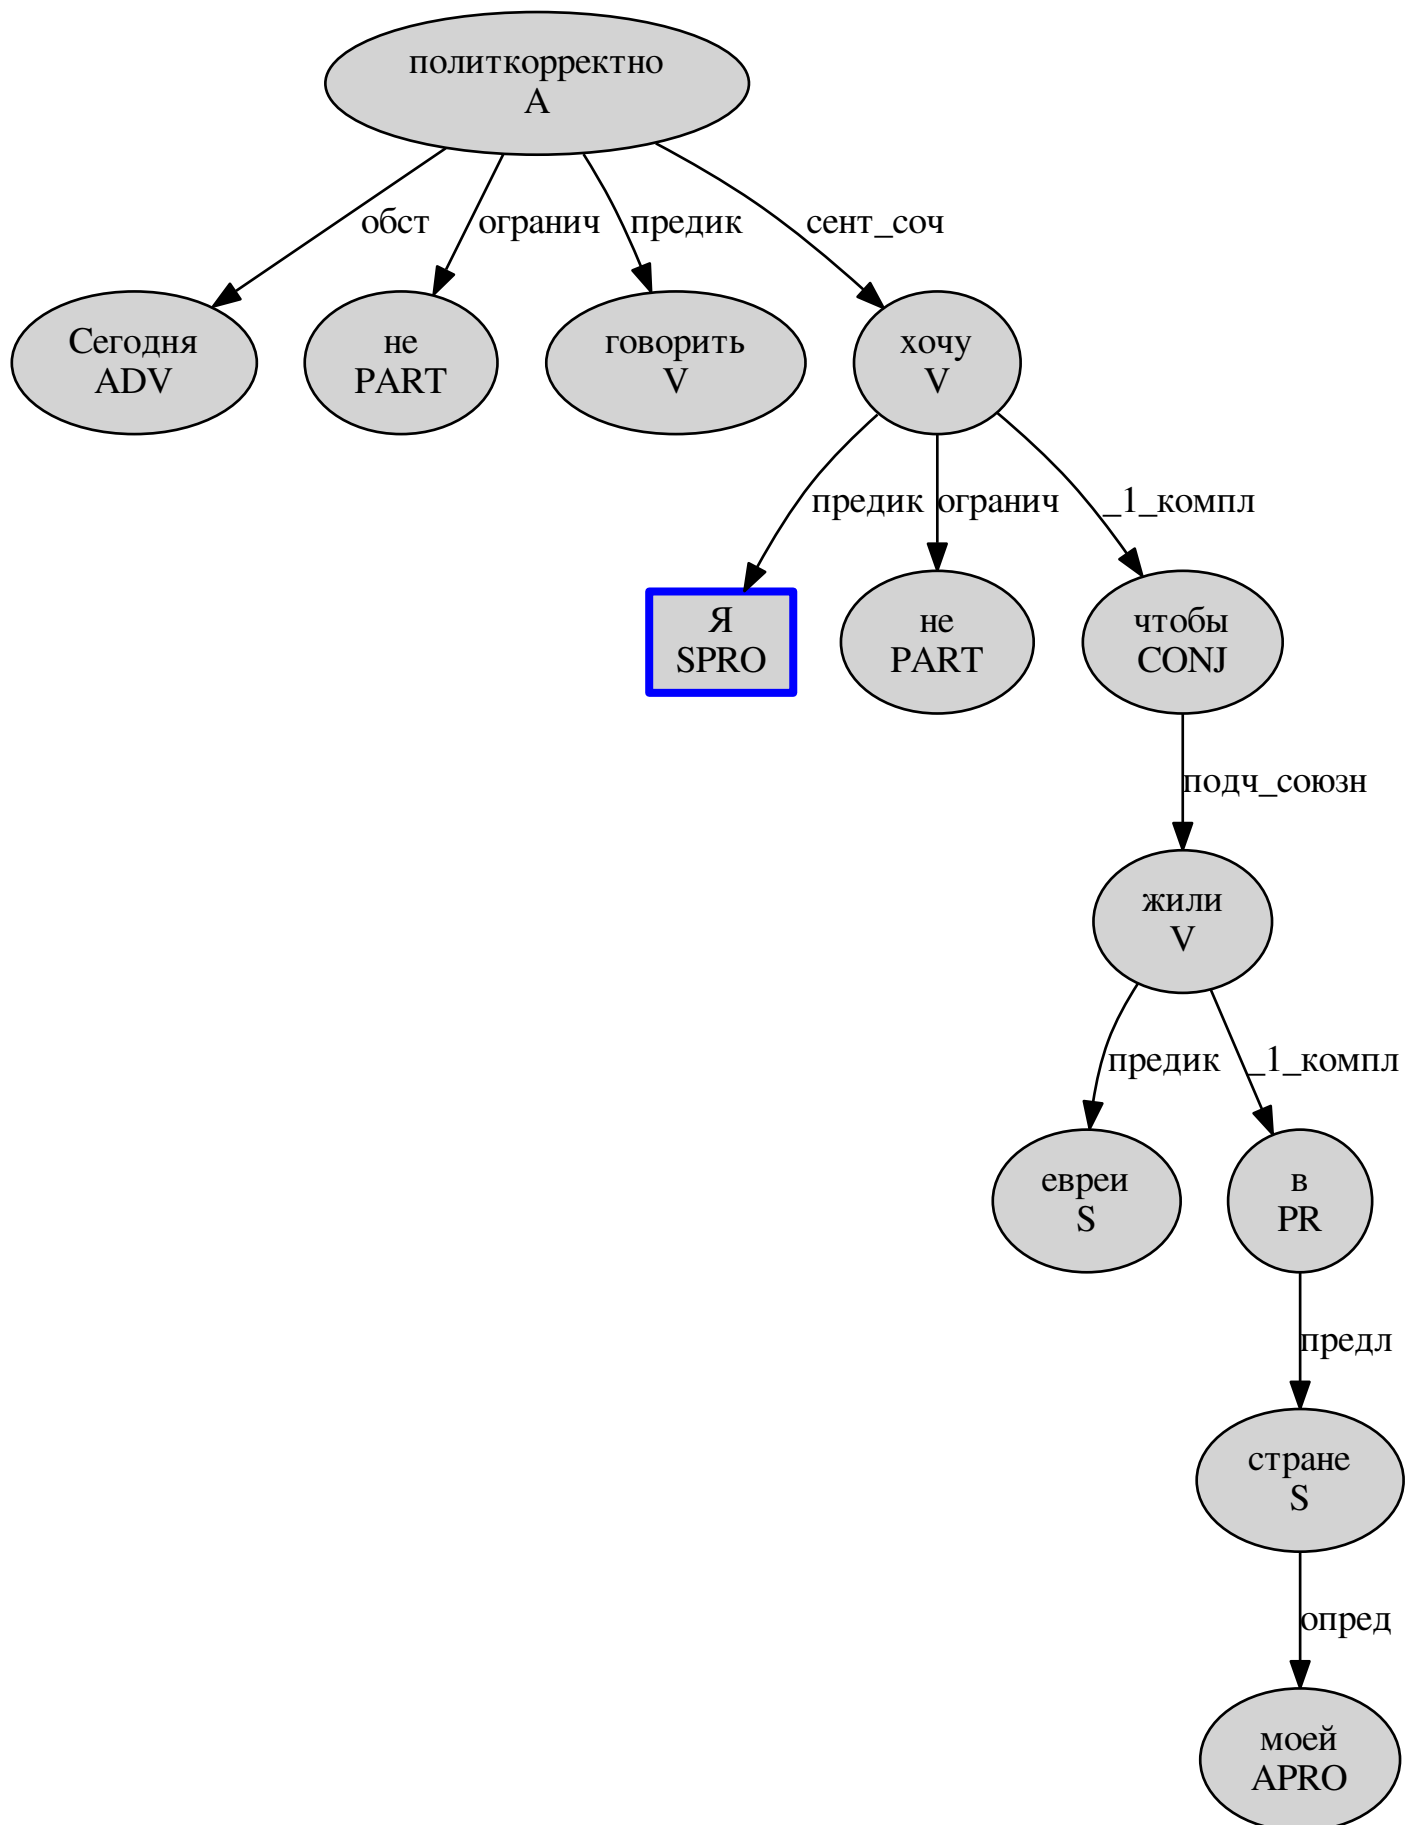 политкорректно
A
обст
огранич
предик
сент_соч
Сегодня
ADV
не
PART
говорить
V
хочу
V
предик
огранич
_1_компл
Я
SPRO
не
PART
чтобы
CONJ
подч_союзн
жили
V
предик
_1_компл
евреи
S
в
PR
предл
стране
S
опред
моей
APRO